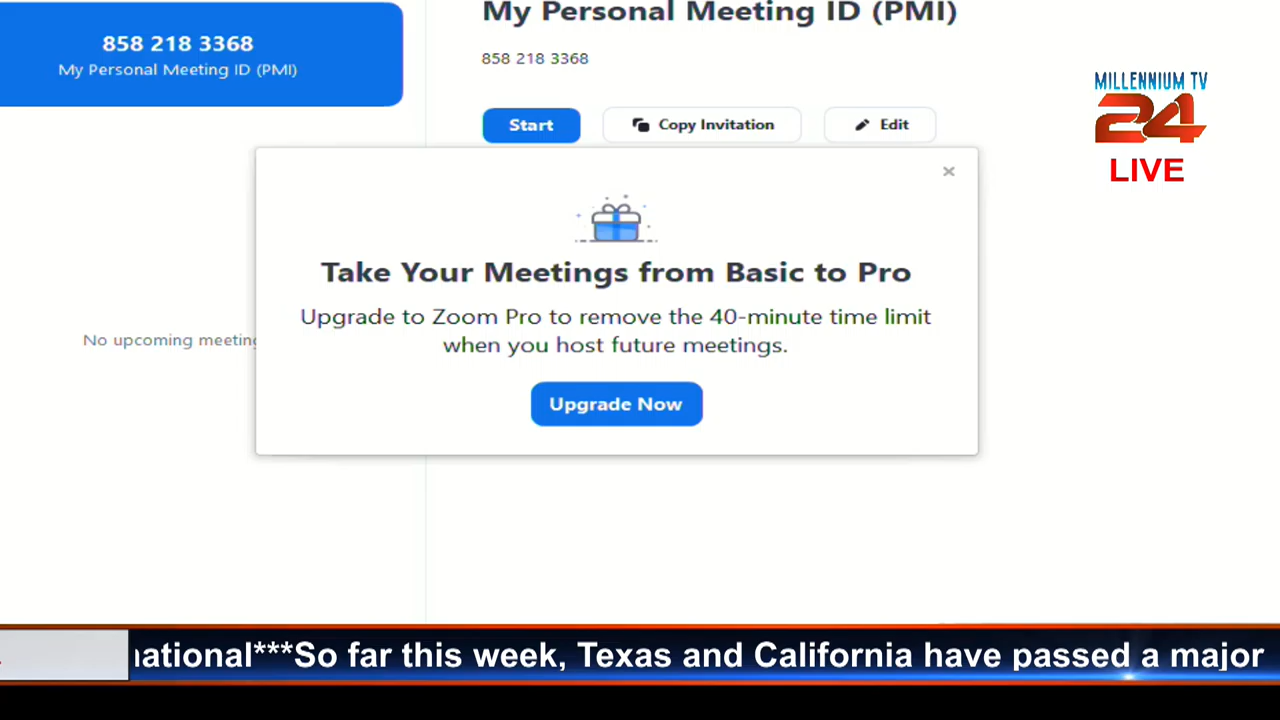 My Personal Meeting ID (PMI)
858 218 3368
My Personal Meeting ID (PMI)
858 218 3368
Start
Copy Invitation
Edit
MILLENNIUM TV
24
LIVE
Take Your Meetings from Basic to Pro
Upgrade to Zoom Pro to remove the 40-minute time limit
when you host future meetings.
Upgrade Now
No upcoming meeting
national***So far this week, Texas and California have passed a major